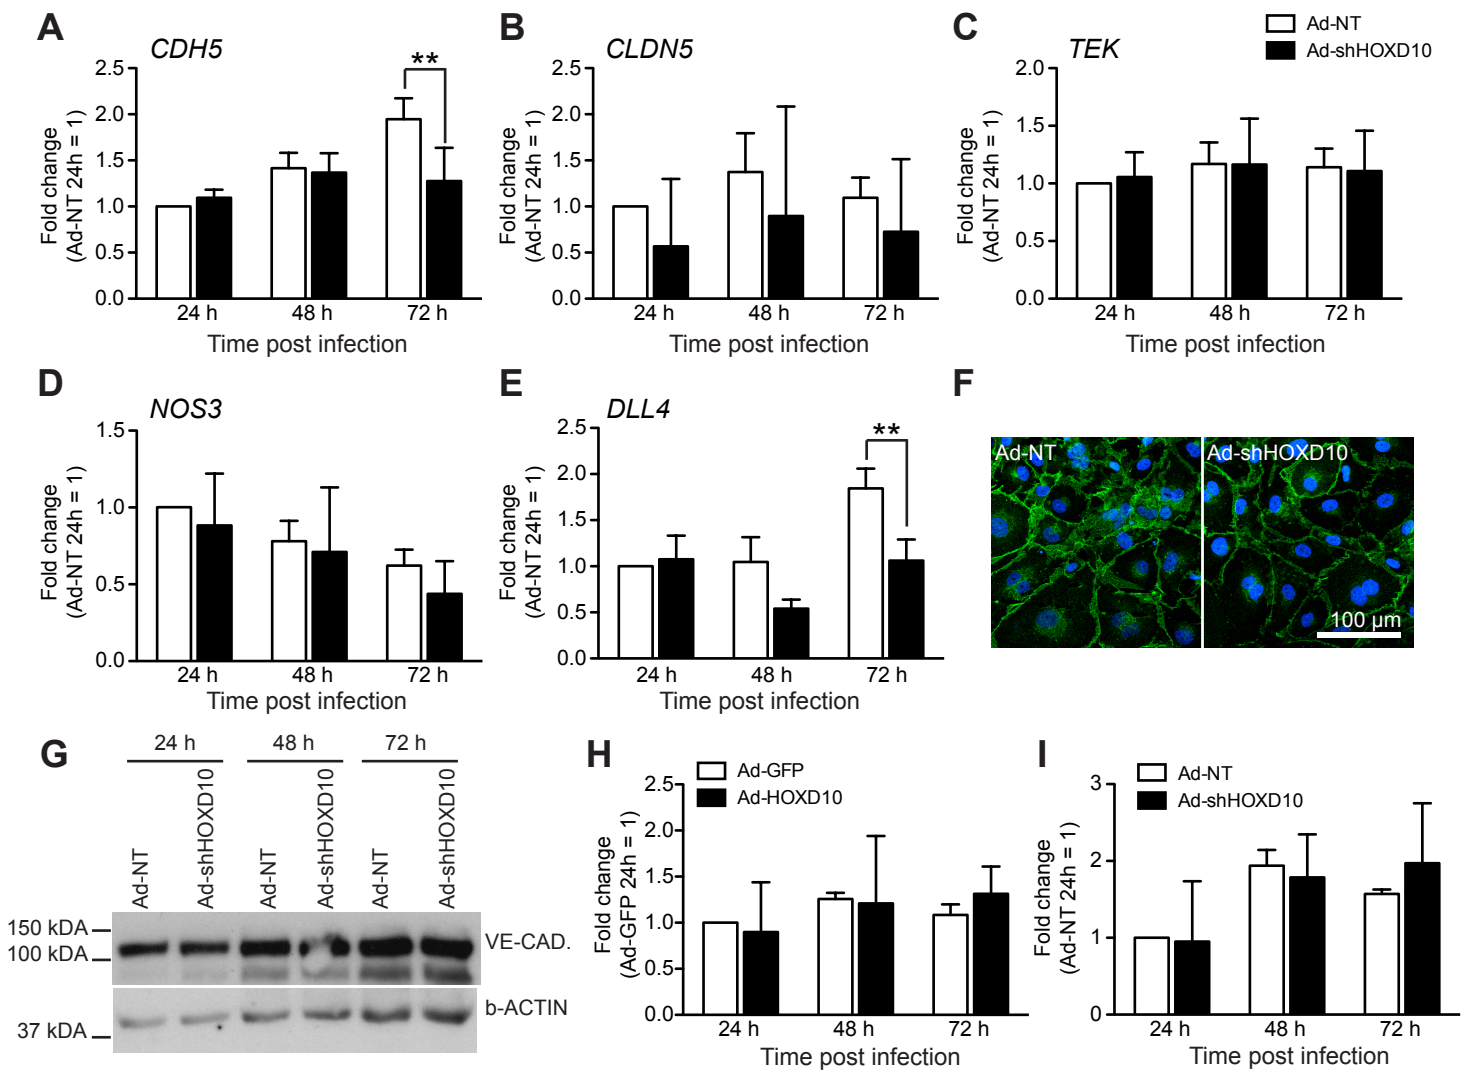 A
CDH5
Fold change
(Ad-NT 24h = 1)
2.5
2.0
1.5
1.0
0.5
0.0
**
24 h
48 h
72 h
Time post infection
B
CLDN5
Fold change
(Ad-NT 24h = 1)
2.5
2.0
1.5
1.0
0.5
0.0
24 h
48 h
72 h
Time post infection
C
TEK
Ad-NT
Ad-shHOXD10
Fold change
(Ad-NT 24h = 1)
2.0
1.5
1.0
0.5
0.0
24 h
48 h
72 h
Time post infection
D
NOS3
Fold change
(Ad-NT 24h = 1)
1.5
1.0
0.5
0.0
24 h
48 h
72 h
Time post infection
E
DLL4
Fold change
(Ad-NT 24h = 1)
2.5
2.0
1.5
1.0
0.5
0.0
**
24 h
48 h
72 h
Time post infection
F
Ad-NT
Ad-shHOXD10
100 µm
G
24 h
48 h
72 h
Ad-NT
Ad-shHOXD10
Ad-NT
Ad-shHOXD10
Ad-NT
Ad-shHOXD10
150 kDA
100 kDA
VE-CAD.
b-ACTIN
37 kDA
H
Ad-GFP
Ad-HOXD10
Fold change
(Ad-GFP 24h = 1)
2.5
2.0
1.5
1.0
0.5
0.0
24 h
48 h
72 h
Time post infection
I
Ad-NT
Ad-shHOXD10
Fold change
(Ad-NT 24h = 1)
3
2
1
0
24 h
48 h
72 h
Time post infection